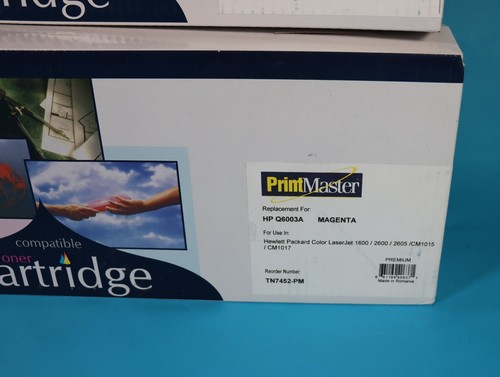 ridge
compatible
oner
artridge
PrintMaster
Replacement For:
HP Q6003A MAGENTA
For Use In:
Hewlett Packard Color LaserJet 1600 / 2600 / 2605 /CM1015
/ CM1017
Reorder Number:
TN7452-PM
PREMIUM
Made in Romania